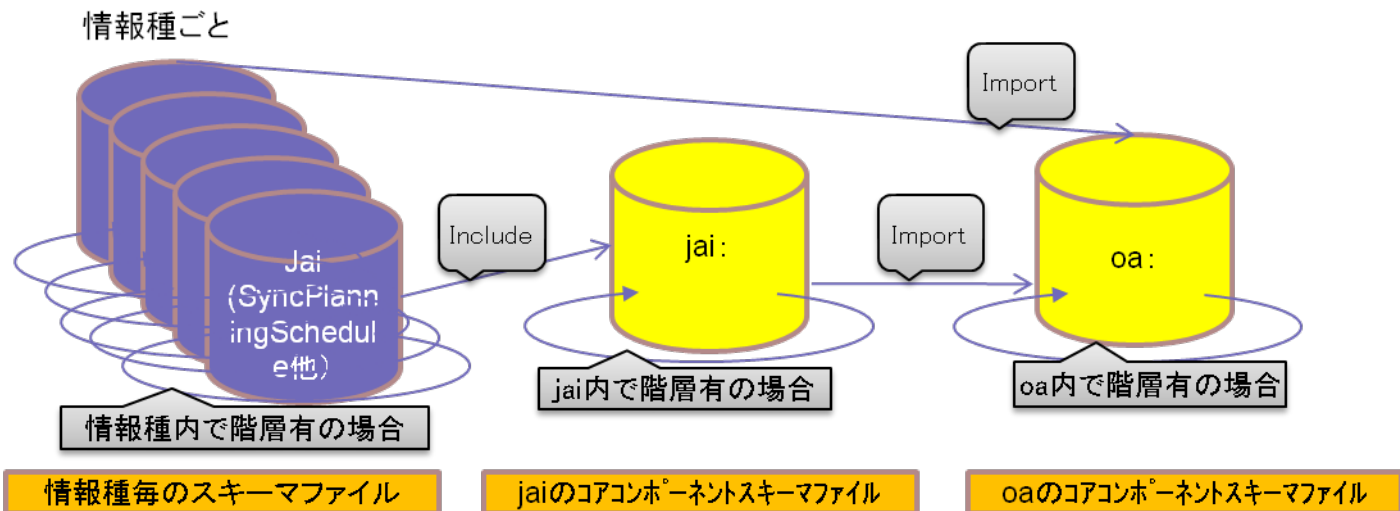 情報種ごと
Import
Include
Import
Jai
(SyncPlann
ingSchedul
e他)
jai:
oa:
情報種内で階層有の場合
jai内で階層有の場合
oa内で階層有の場合
情報種毎のスキーマファイル
jaiのコアコンポーネントスキーマファイル
oaのコアコンポーネントスキーマファイル